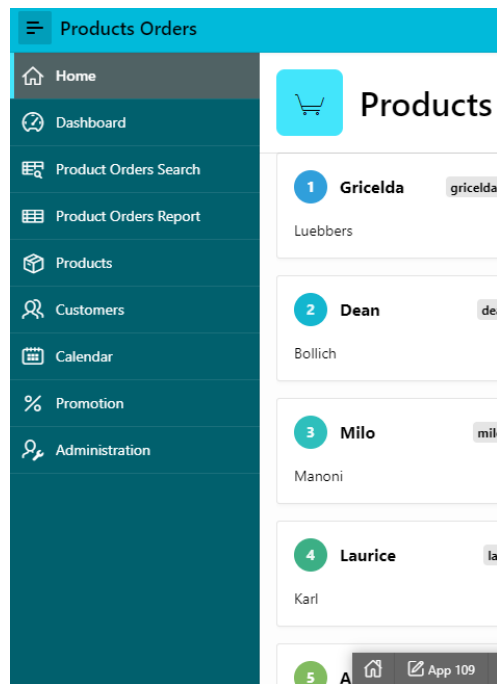 Products Orders
Home
Dashboard
Product Orders Search
Product Orders Report
Products
Customers
Calendar
Promotion
Administration
Products
1 Gricelda gricelda
Luebbers
2 Dean
Bollich
3 Milo
Manoni
4 Laurice
Karl
5
App 109